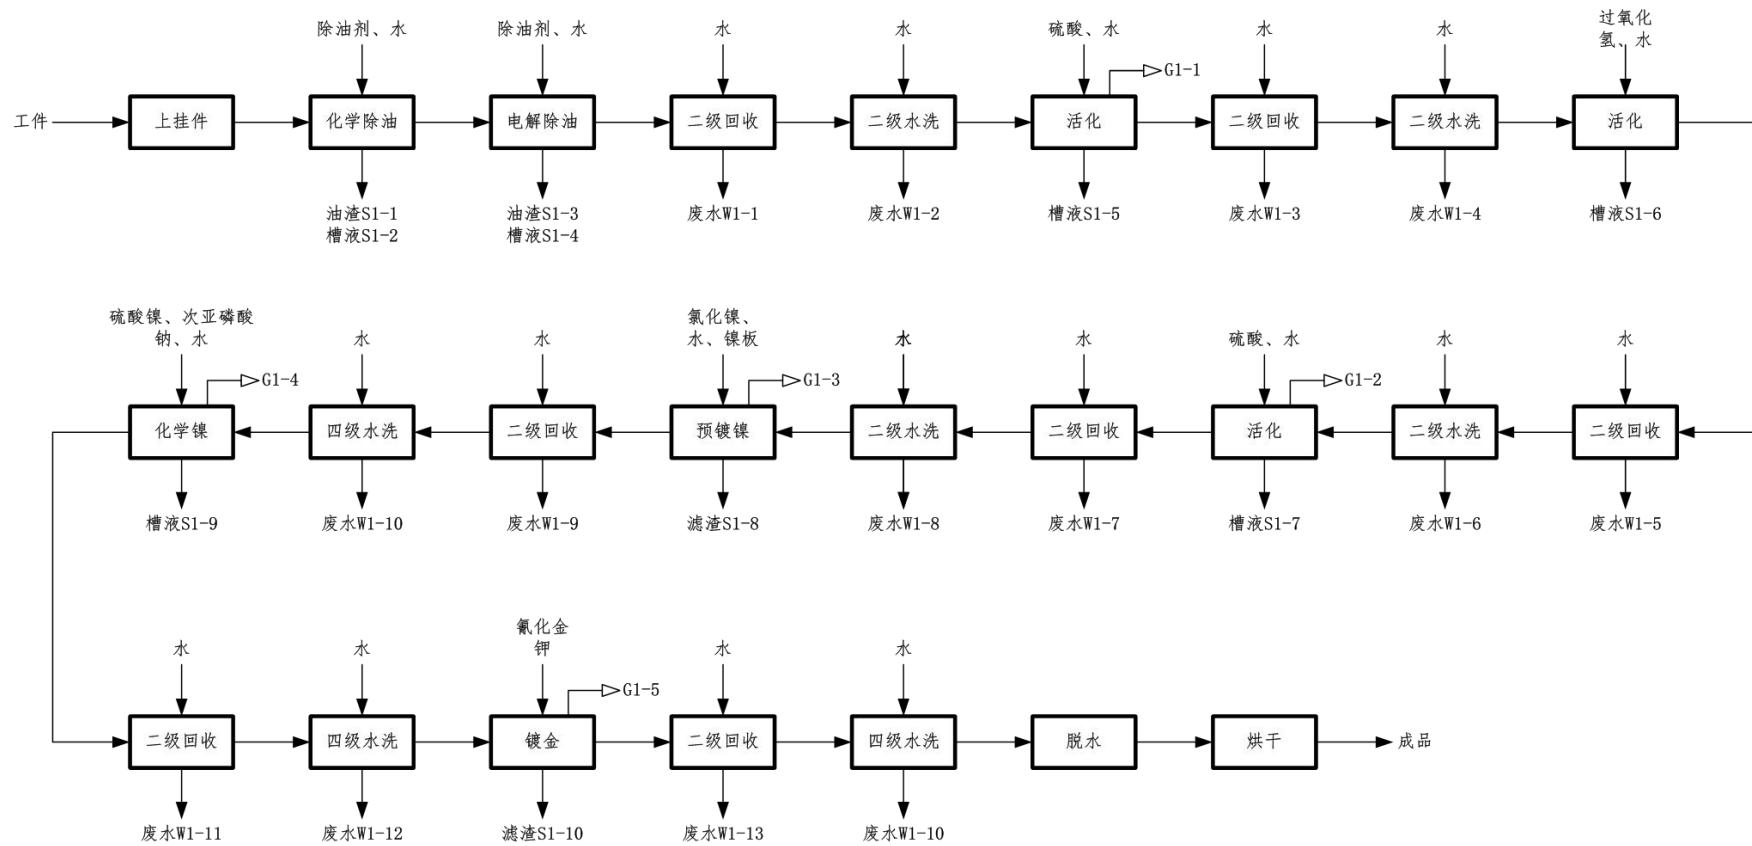 除油剂、水
除油剂、水
水
水
硫酸、水
水
水
过氧化
氢、水
G1-1
工件
上挂件
化学除油
电解除油
二级回收
二级水洗
活化
二级回收
二级水洗
活化
油渣S1-1
槽液S1-2
油渣S1-3
槽液S1-4
废水W1-1
废水W1-2
槽液S1-5
废水W1-3
废水W1-4
槽液S1-6
硫酸镍、次亚磷酸
钠、水
水
水
氯化镍、
水、镍板
水
水
硫酸、水
水
水
G1-4
G1-3
G1-2
化学镍
四级水洗
二级回收
预镀镍
二级水洗
二级回收
活化
二级水洗
二级回收
槽液S1-9
废水W1-10
废水W1-9
滤渣S1-8
废水W1-8
废水W1-7
槽液S1-7
废水W1-6
废水W1-5
水
水
氰化金
钾
水
水
G1-5
二级回收
四级水洗
镀金
二级回收
四级水洗
脱水
烘干
成品
废水W1-11
废水W1-12
滤渣S1-10
废水W1-13
废水W1-10